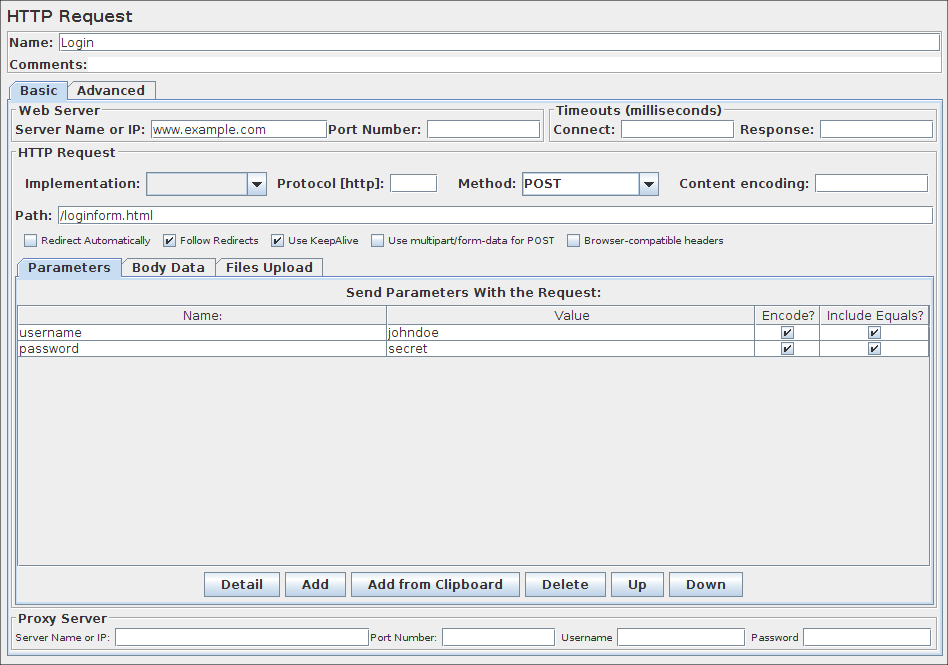 HTTP Request
Name: Login
Comments:
Basic Advanced
Web Server Timeouts (milliseconds)
Server Name or IP: www.example.com Port Number: Connect: Response:
HTTP Request
Implementation: Protocol [http]: Method: POST Content encoding:
Path: /loginform.html
Redirect Automatically Follow Redirects Use KeepAlive Use multipart/form-data for POST Browser-compatible headers
Parameters Body Data Files Upload
Send Parameters With the Request:
Name: Value Encode? Include Equals?
username johndoe
password secret
Detail Add Add from Clipboard Delete Up Down
Proxy Server
Server Name or IP: Port Number: Username Password